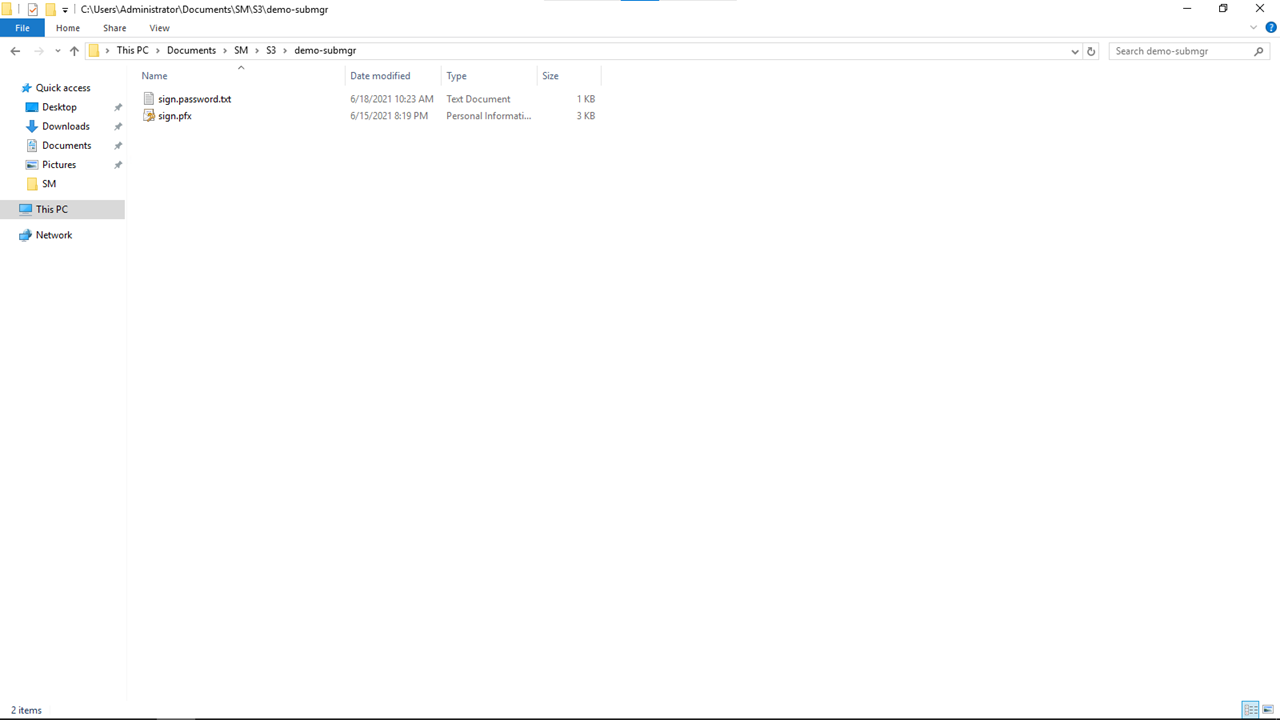 C:\Users\Administrator\Documents\SM\S3\demo-submgr
File Home Share View
This PC Documents SM S3 demo-submgr Search demo-submgr
Name Date modified Type Size
Quick access
Desktop
Downloads
Documents
Pictures
SM
This PC
Network
sign.password.txt 6/18/2021 10:23 AM Text Document 1 KB
sign.pfx 6/15/2021 8:19 PM Personal Informati... 3 KB
2 items